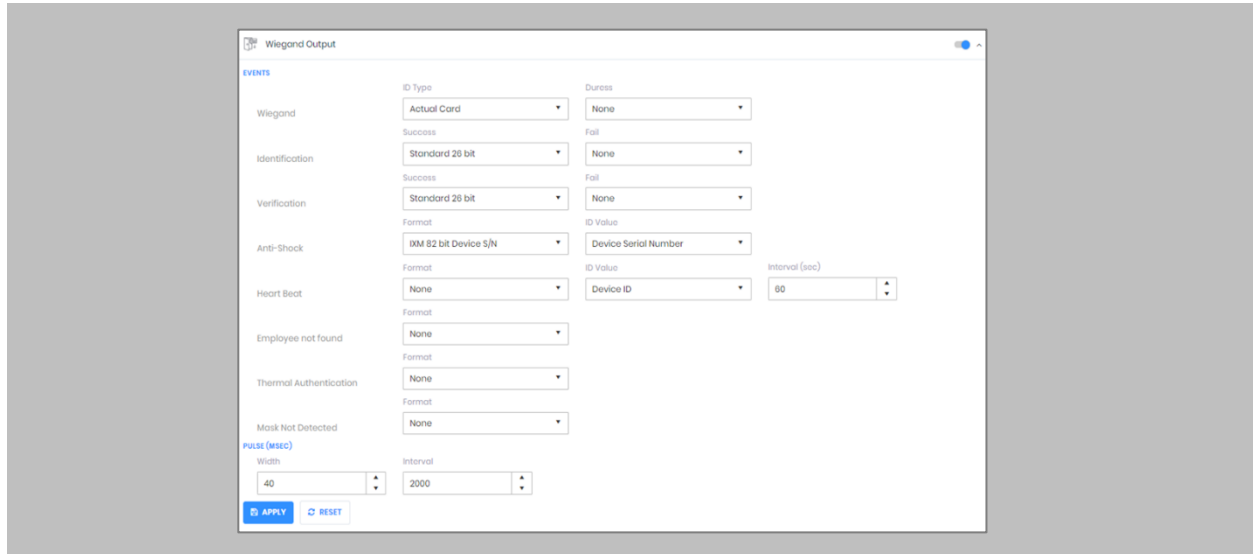 Wiegand Output
EVENTS
ID Type Duress
Wiegand Actual Card None
Success Fail
Identification Standard 26 bit None
Success Fail
Verification Standard 26 bit None
Format ID Value
Anti-Shock IXM 82 bit Device S/N Device Serial Number
Format ID Value Interval (sec)
Heart Beat None Device ID 60
Format
Employee not found None
Format
Thermal Authentication None
Format
Mask Not Detected None
PULSE (MSEC)
Width Interval
40 2000
APPLY RESET